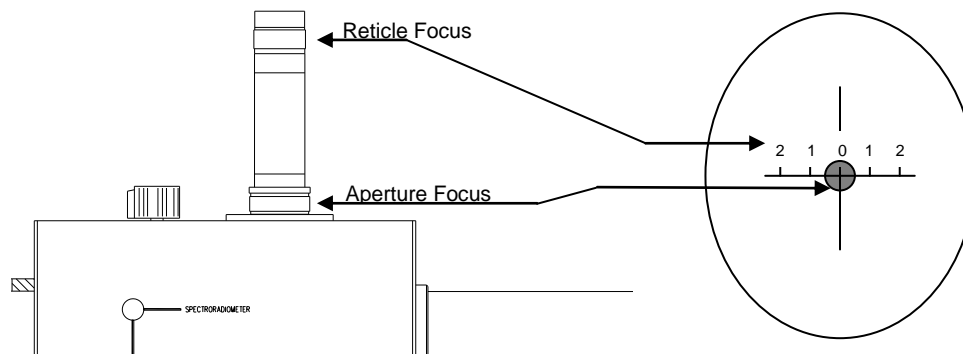 Reticle Focus
2 1 0 1 2
Aperture Focus
SPECTRORADIOMETER